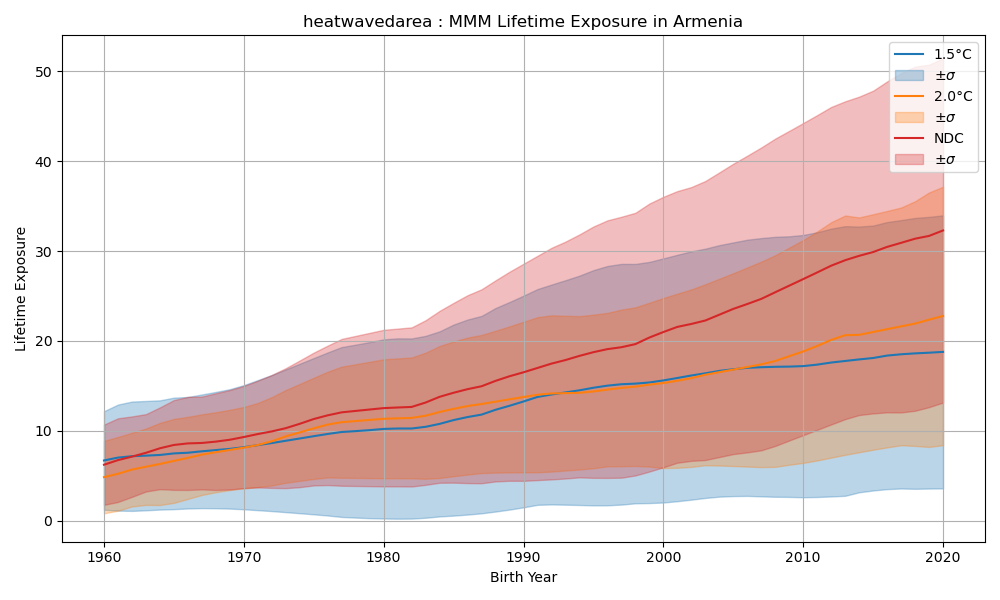 heatwavedarea : MMM Lifetime Exposure in Armenia
1.5°C
±σ
2.0°C
±σ
NDC
±σ
50
40
30
20
10
0
Lifetime Exposure
1960 1970 1980 1990 2000 2010 2020
Birth Year